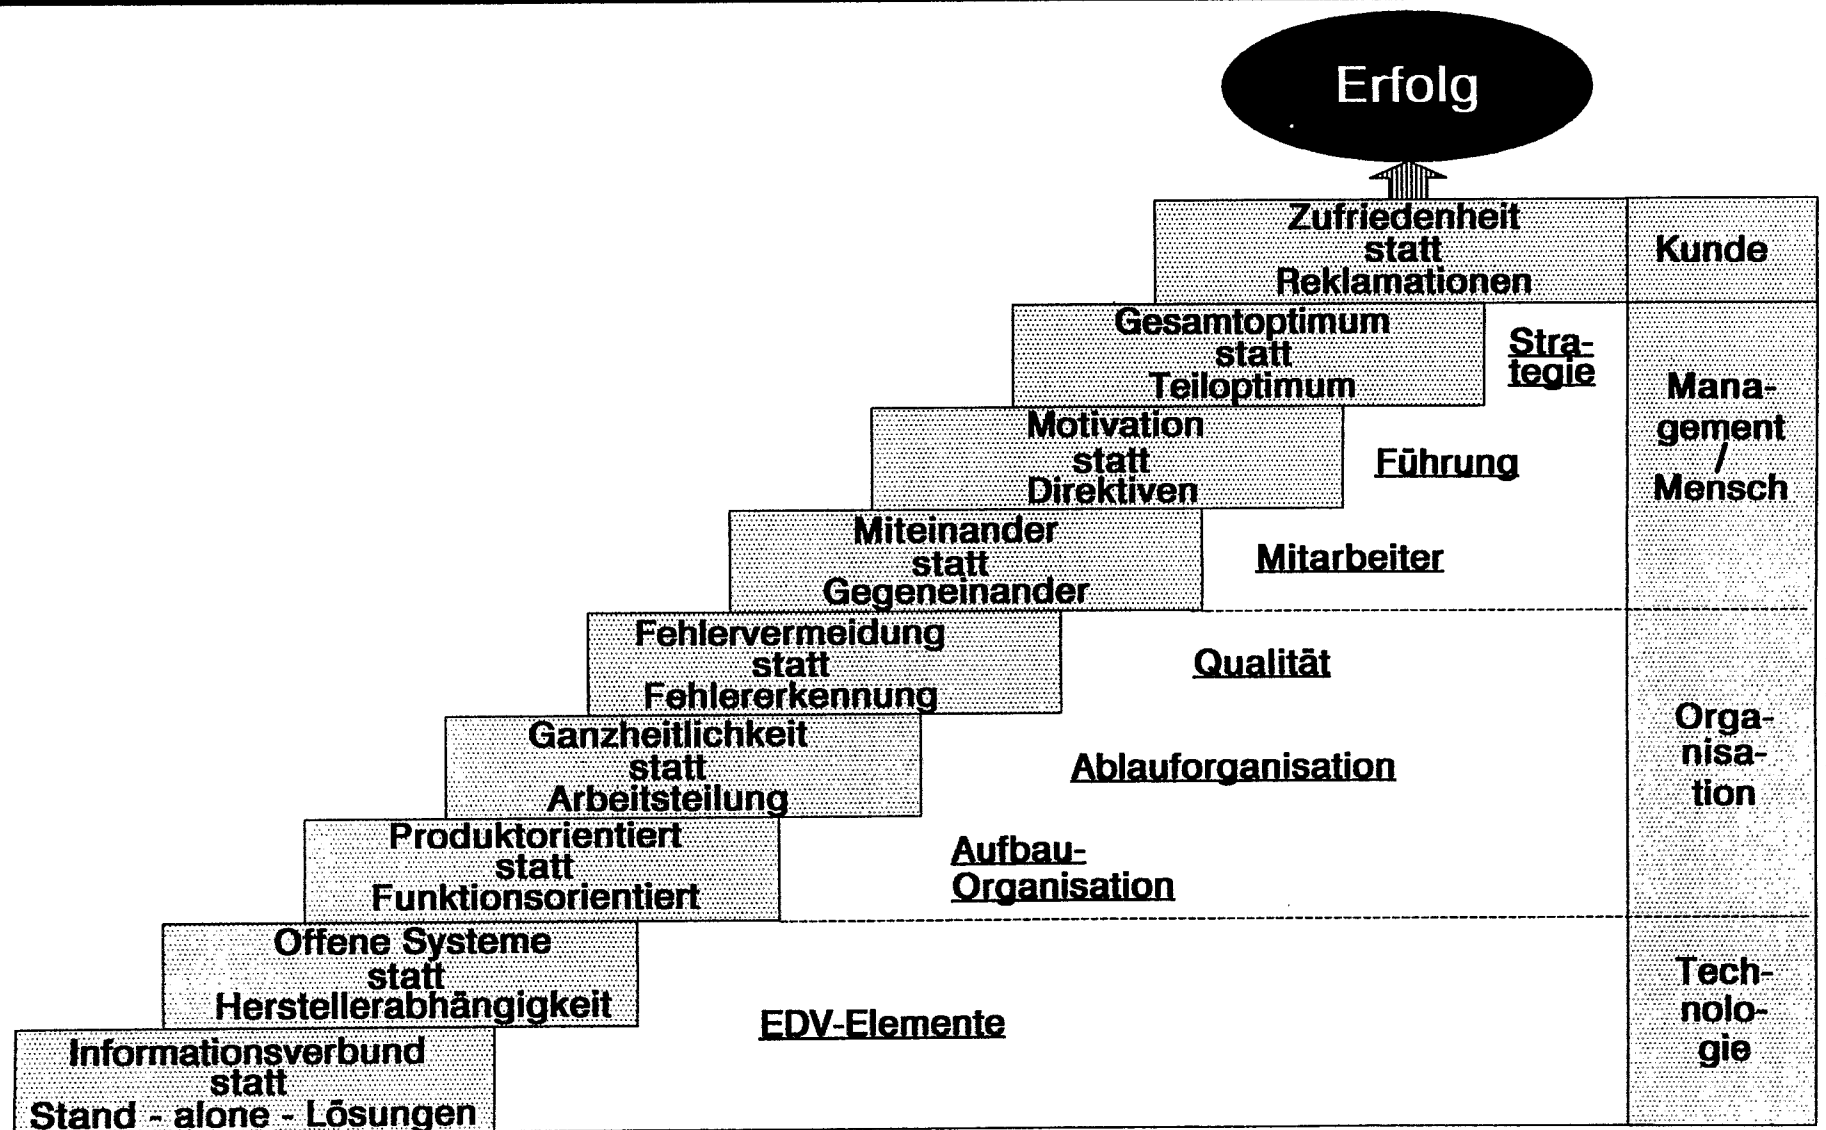 Erfolg
Zufriedenheit
statt
Reklamationen
Kunde
Gesamtoptimum
statt
Teiloptimum
Stra-
tegie
Motivation
statt
Direktiven
Führung
Mana-
gement
/
Mensch
Miteinander
statt
Gegeneinander
Mitarbeiter
Fehlervermeidung
statt
Fehlererkennung
Qualität
Ganzheitlichkeit
statt
Arbeitsteilung
Ablauforganisation
Orga-
nisa-
tion
Produktorientiert
statt
Funktionsorientiert
Aufbau-
Organisation
Offene Systeme
statt
Herstellerabhängigkeit
EDV-Elemente
Tech-
nolo-
gie
Informationsverbund
statt
Stand - alone - Lösungen